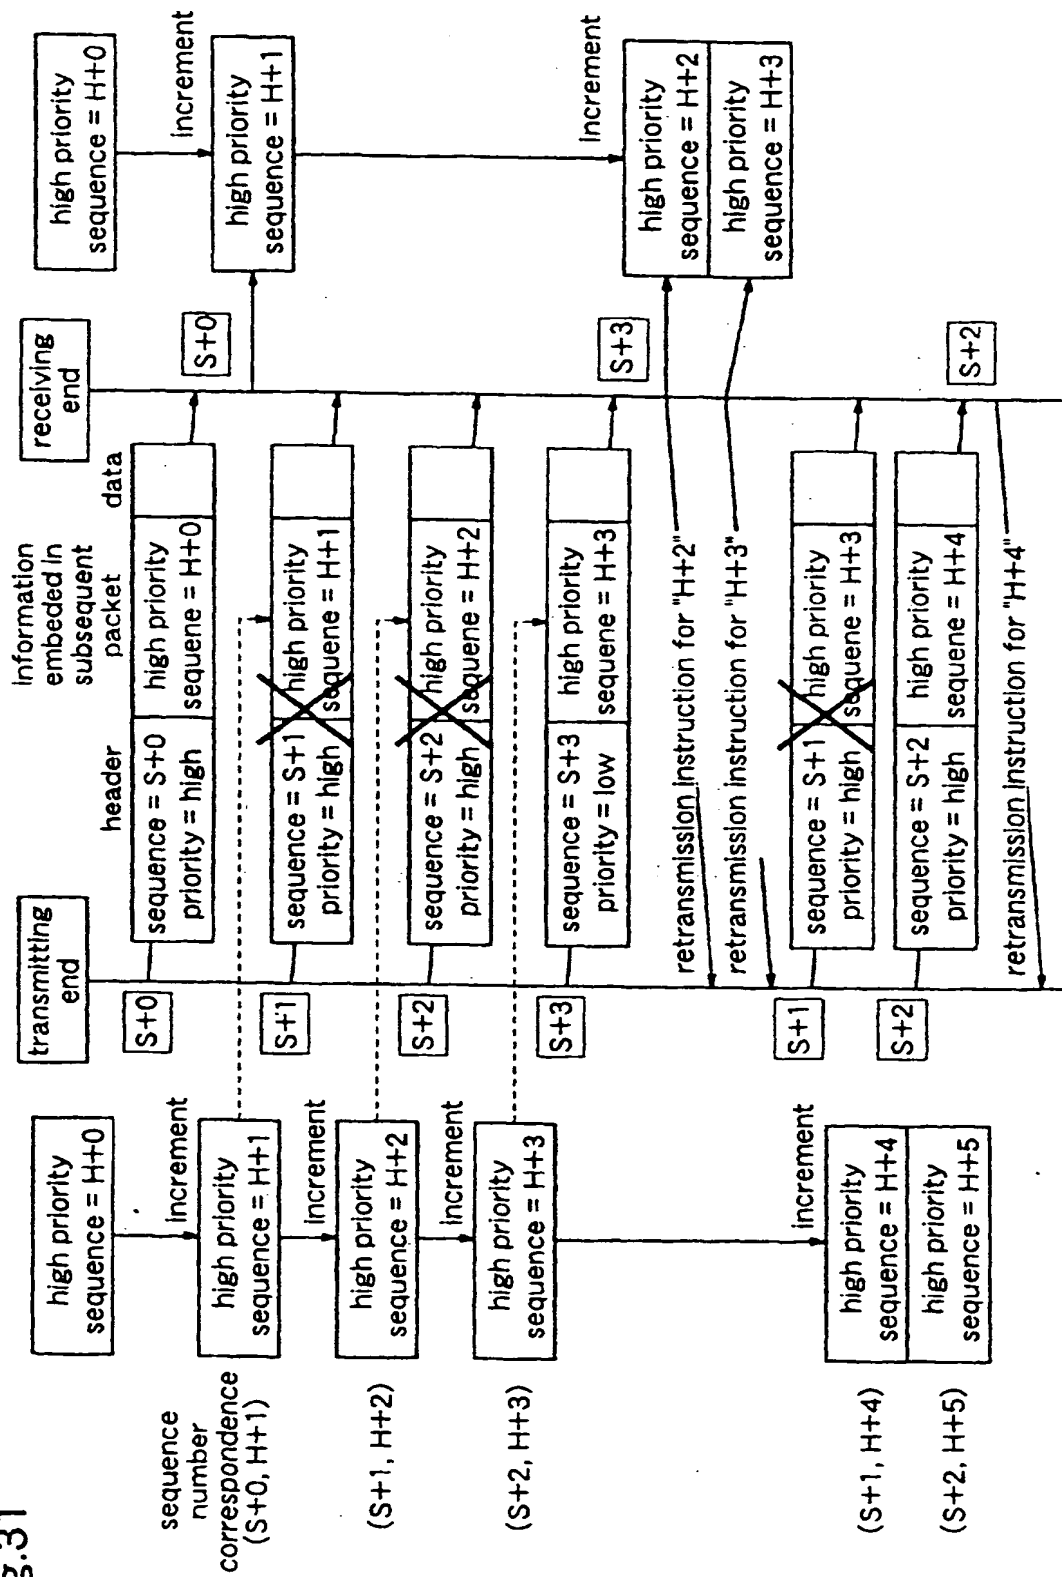 g.31
transmitting
end
receiving
end
header
Information
embeded in
subsequent
packet
data
high priority
sequence = H+0
increment
high priority
sequence = H+1
increment
high priority
sequence = H+2
increment
high priority
sequence = H+3
increment
high priority
sequence = H+4
high priority
sequence = H+5
sequence
number
correspondence
(S+0, H+1)
(S+1, H+2)
(S+2, H+3)
(S+1, H+4)
(S+2, H+5)
S+0
sequence = S+0
priority = high
high priority
sequene = H+0
S+0
S+1
sequence = S+1
priority = high
high priority
sequene = H+1
S+2
sequence = S+2
priority = high
high priority
sequene = H+2
S+3
sequence = S+3
priority = low
high priority
sequene = H+3
S+3
retransmission instruction for "H+2"
retransmission instruction for "H+3"
S+1
sequence = S+1
priority = high
high priority
sequene = H+3
S+2
sequence = S+2
priority = high
high priority
sequene = H+4
S+2
retransmission instruction for "H+4"
high priority
sequence = H+0
increment
high priority
sequence = H+1
increment
high priority
sequence = H+2
high priority
sequence = H+3